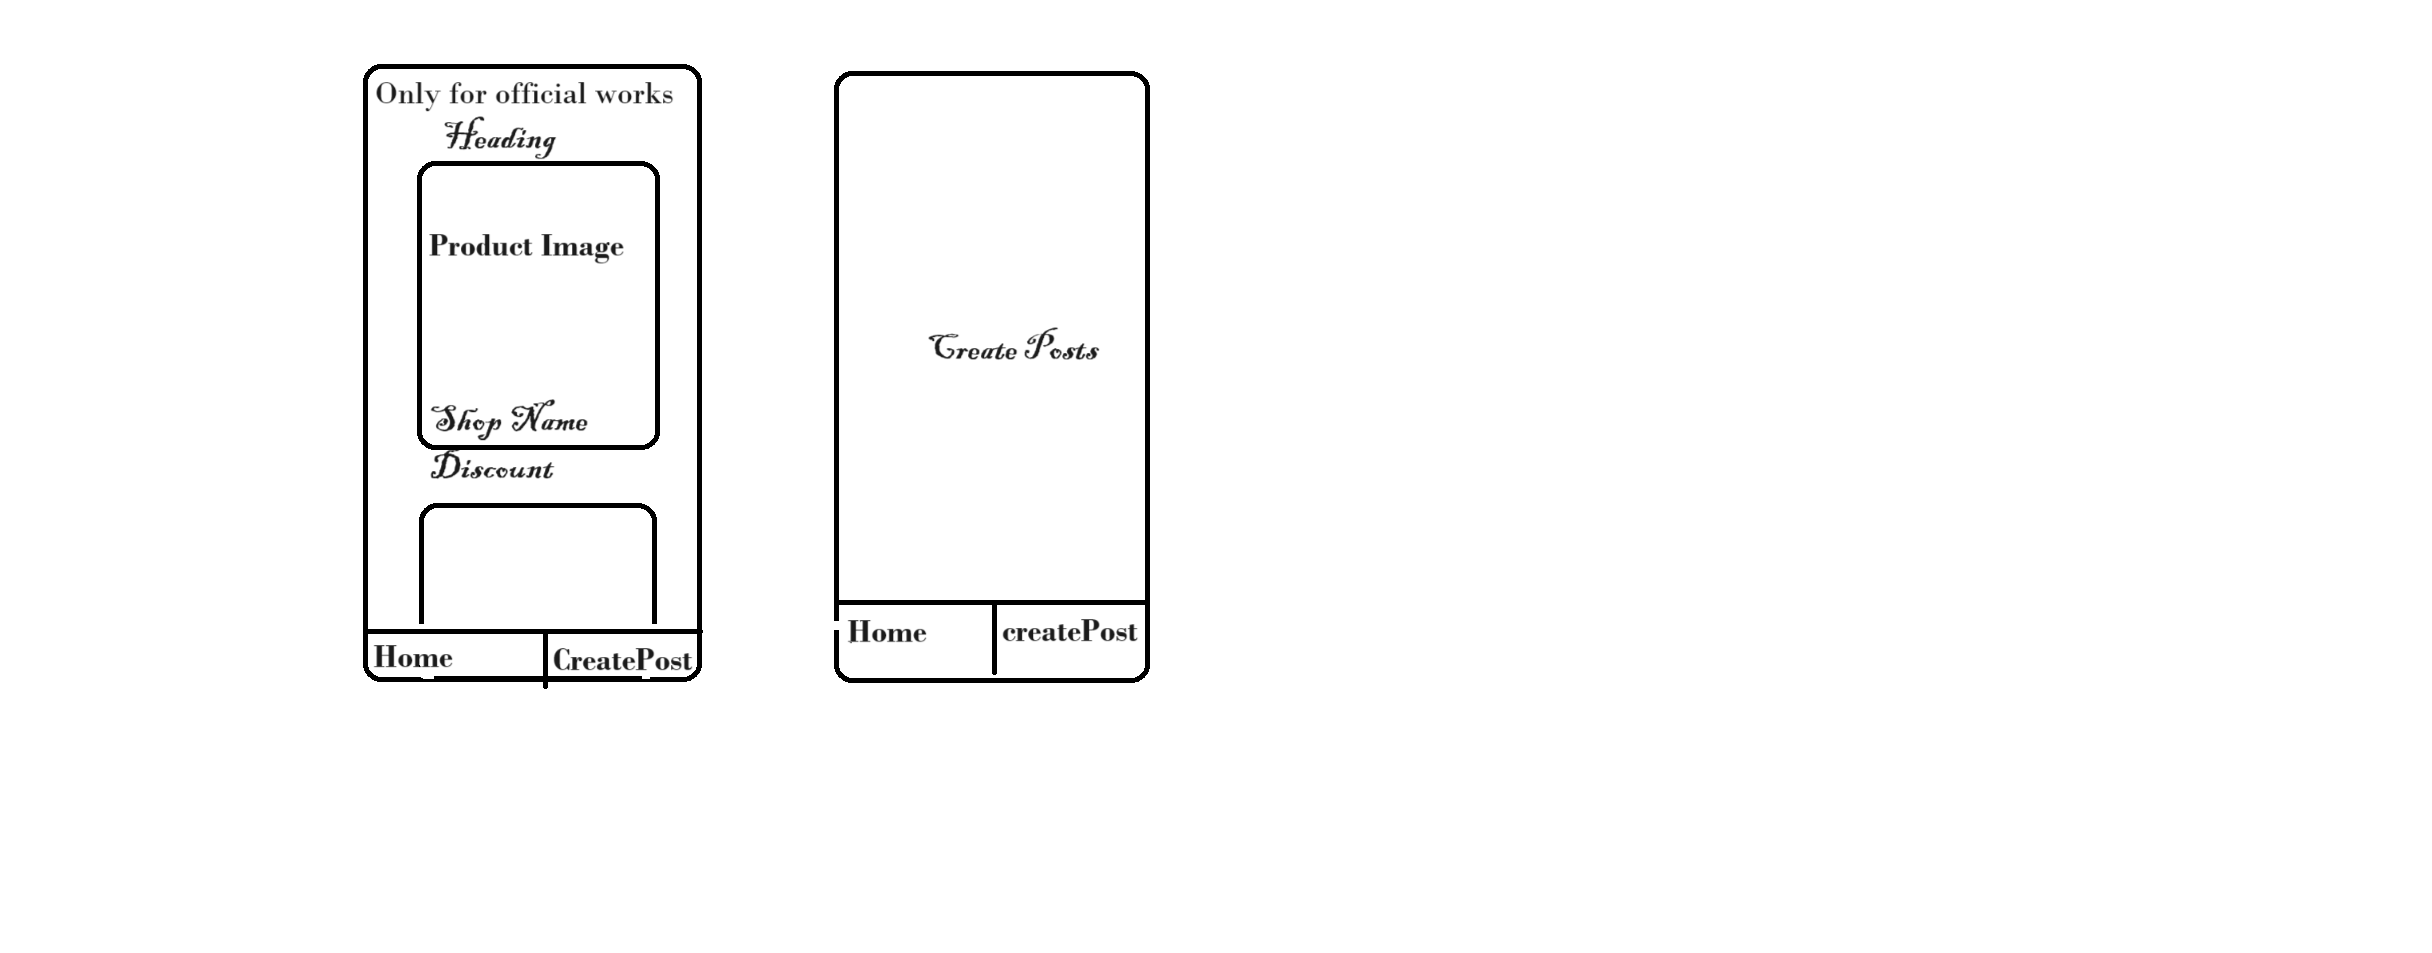 Only for official works
Heading
Product Image
Shop Name
Discount
Home
CreatePost
Create Posts
Home
createPost